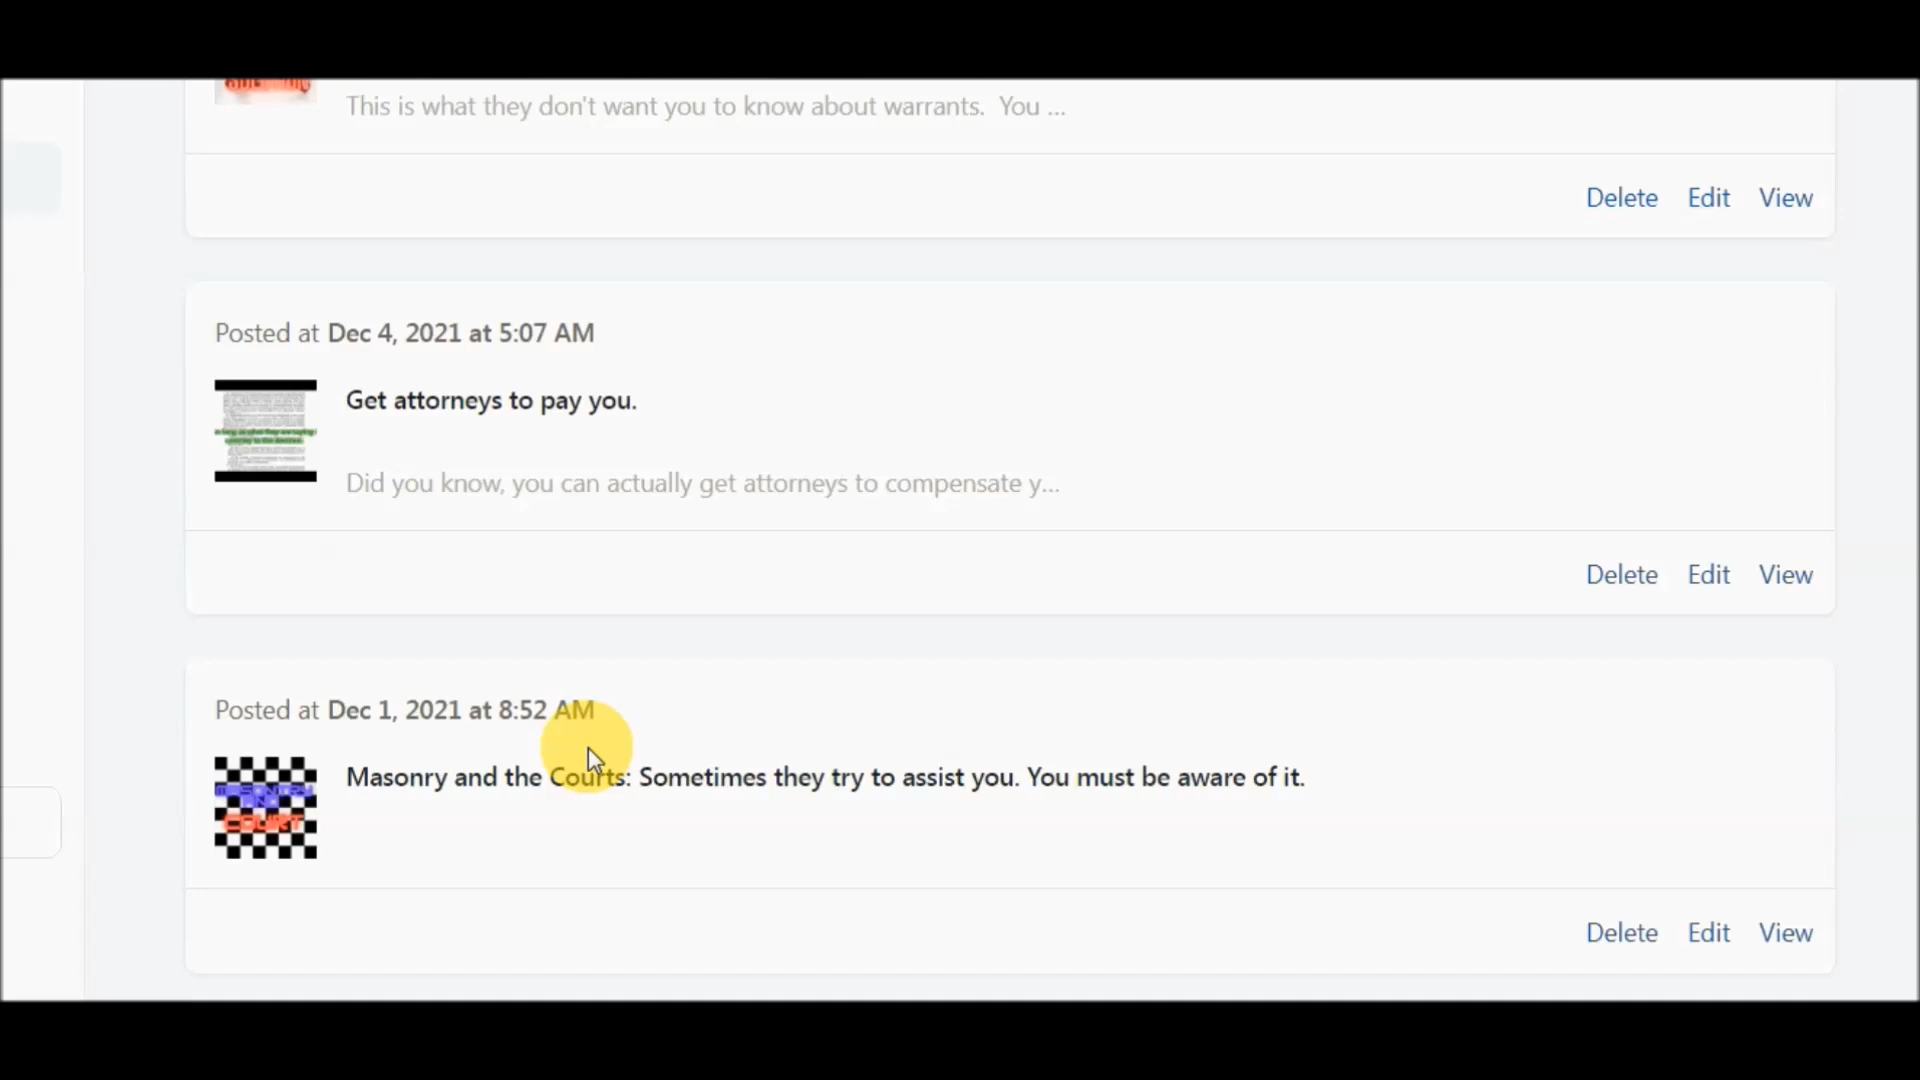 This is what they don't want you to know about warrants.  You ...
Delete Edit View
Posted at Dec 4, 2021 at 5:07 AM
Get attorneys to pay you.
Did you know, you can actually get attorneys to compensate y...
Delete Edit View
Posted at Dec 1, 2021 at 8:52 AM
Masonry and the Courts: Sometimes they try to assist you. You must be aware of it.
COURT
Delete Edit View